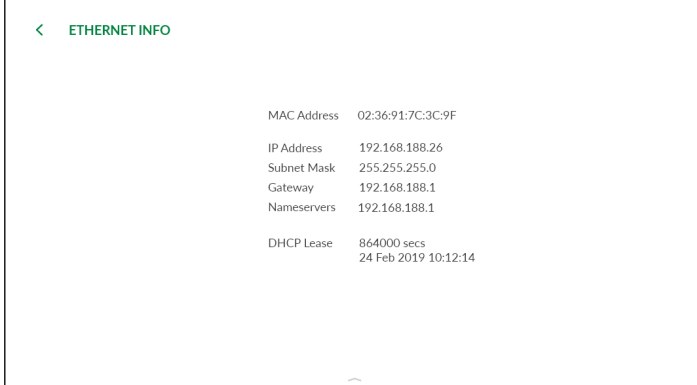 ETHERNET INFO
MAC Address 02:36:91:7C:3C:9F
IP Address 192.168.188.26
Subnet Mask 255.255.255.0
Gateway 192.168.188.1
Nameservers 192.168.188.1
DHCP Lease 864000 secs
24 Feb 2019 10:12:14